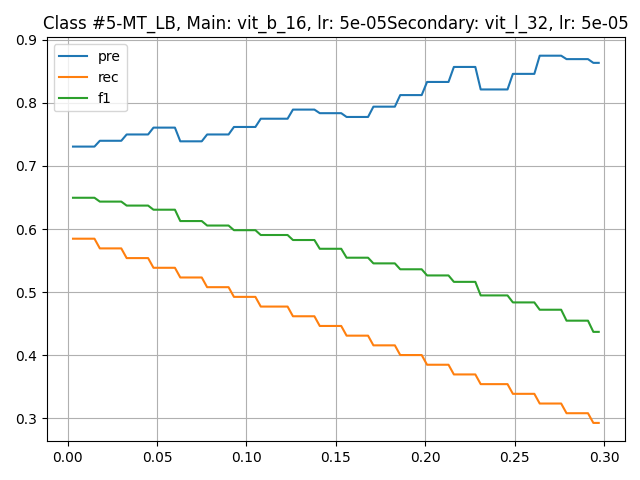 Class #5-MT_LB, Main: vit_b_16, lr: 5e-05Secondary: vit_l_32, lr: 5e-05
0.9
0.8
0.7
0.6
0.5
0.4
0.3
pre
rec
f1
0.00 0.05 0.10 0.15 0.20 0.25 0.30